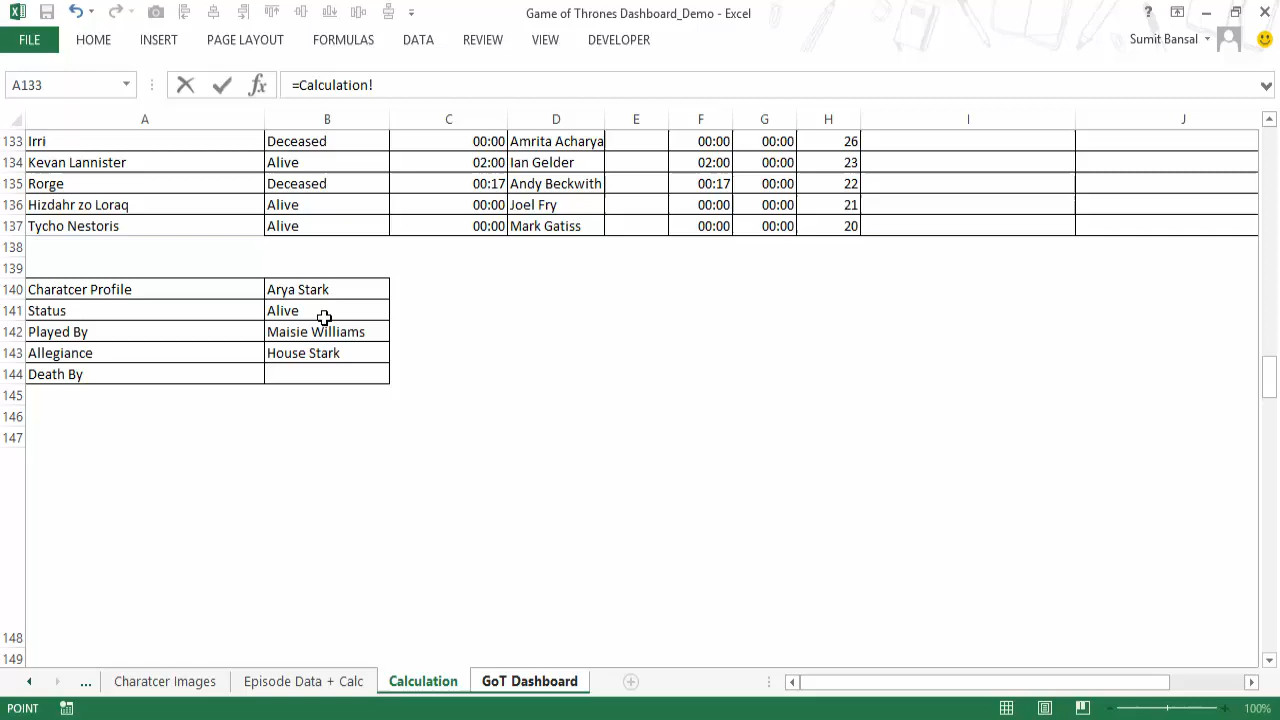 Game of Thrones Dashboard_Demo - Excel
?
FILE HOME INSERT PAGE LAYOUT FORMULAS DATA REVIEW VIEW DEVELOPER Sumit Bansal
A133 fx =Calculation!
A B C D E F G H I J
133 Irri Deceased 00:00 Amrita Acharya 00:00 00:00 26
134 Kevan Lannister Alive 02:00 Ian Gelder 02:00 00:00 23
135 Rorge Deceased 00:17 Andy Beckwith 00:17 00:00 22
136 Hizdahr zo Loraq Alive 00:00 Joel Fry 00:00 00:00 21
137 Tycho Nestoris Alive 00:00 Mark Gatiss 00:00 00:00 20
138
139
140 Charatcer Profile Arya Stark
141 Status Alive
142 Played By Maisie Williams
143 Allegiance House Stark
144 Death By
145
146
147
148
149
... Charatcer Images Episode Data + Calc Calculation GoT Dashboard
POINT 100%